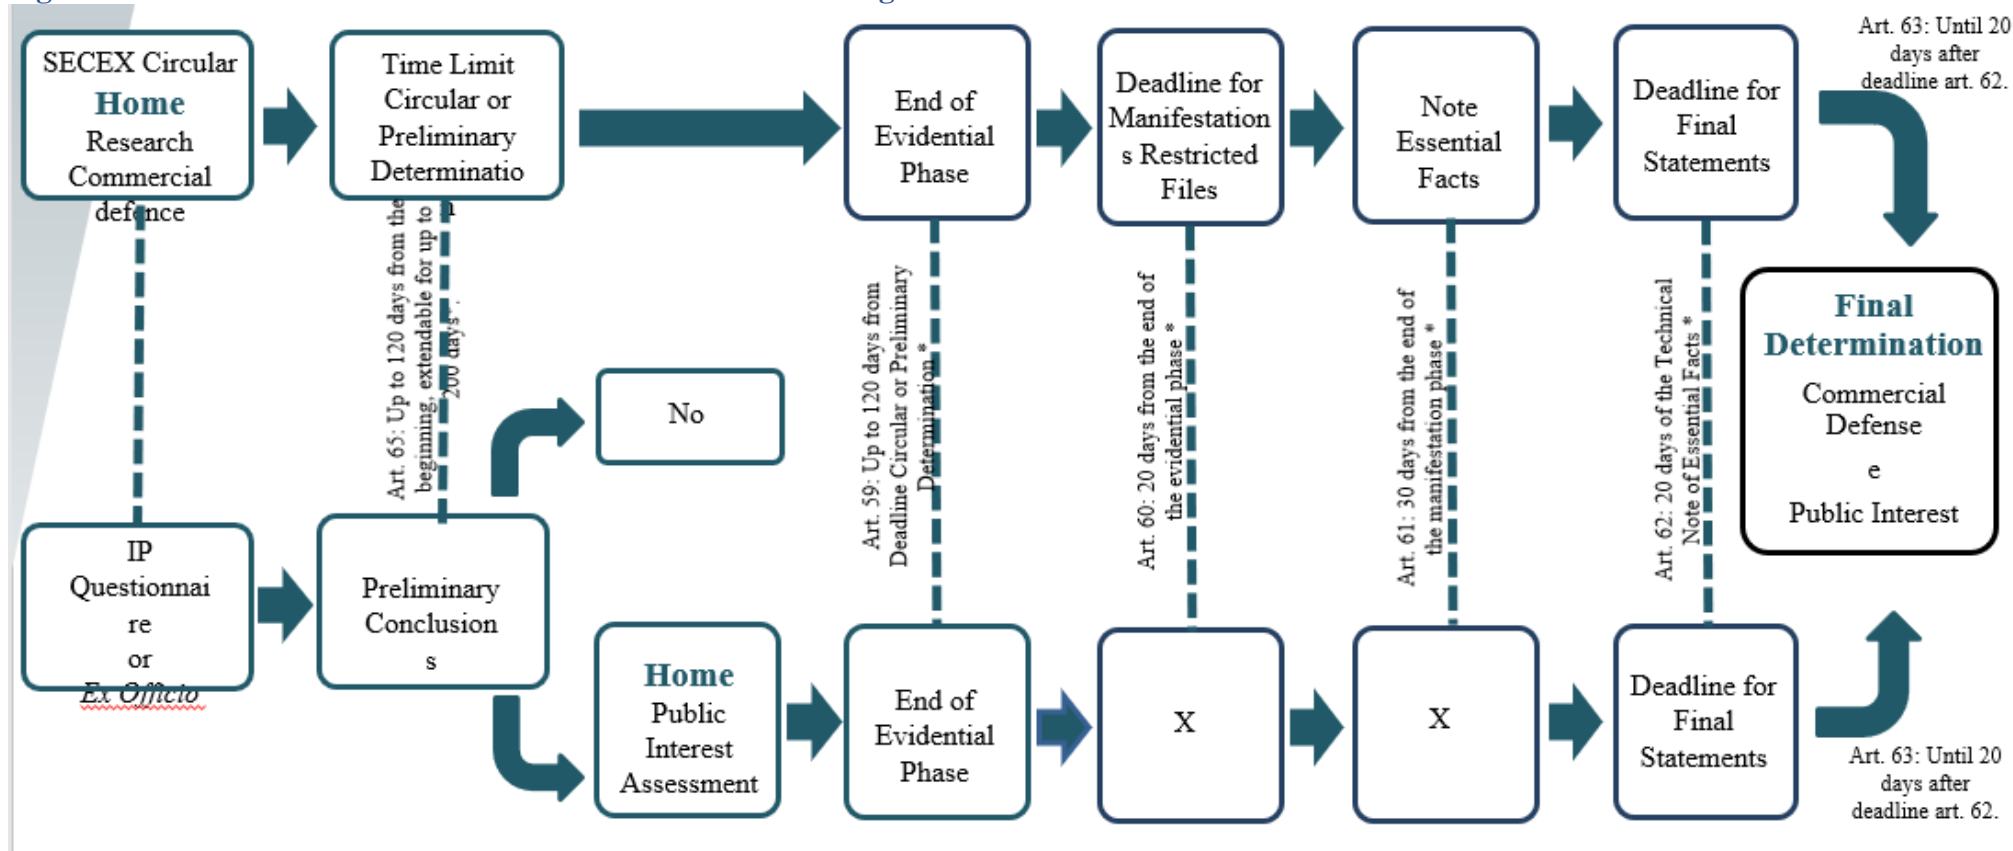 SECEX Circular
Home
Research
Commercial
defence
Time Limit
Circular or
Preliminary
Determinatio
n
End of
Evidential
Phase
Deadline for
Manifestation
s Restricted
Files
Note
Essential
Facts
Deadline for
Final
Statements
Art. 63: Until 20
days after
deadline art. 62.
Art. 65: Up to 120 days from the
beginning, extendable for up to
200 days
Art. 59: Up to 120 days from
Deadline Circular or Preliminary
Determination *
Art. 60: 20 days from the end of
the evidential phase *
Art. 61: 30 days from the end of
the manifestation phase *
Art. 62: 20 days of the Technical
Note of Essential Facts *
Final
Determination
Commercial
Defense
e
Public Interest
No
IP
Questionnai
re
or
Ex Officio
Preliminary
Conclusion
s
Home
Public
Interest
Assessment
End of
Evidential
Phase
X
X
Deadline for
Final
Statements
Art. 63: Until 20
days after
deadline art. 62.